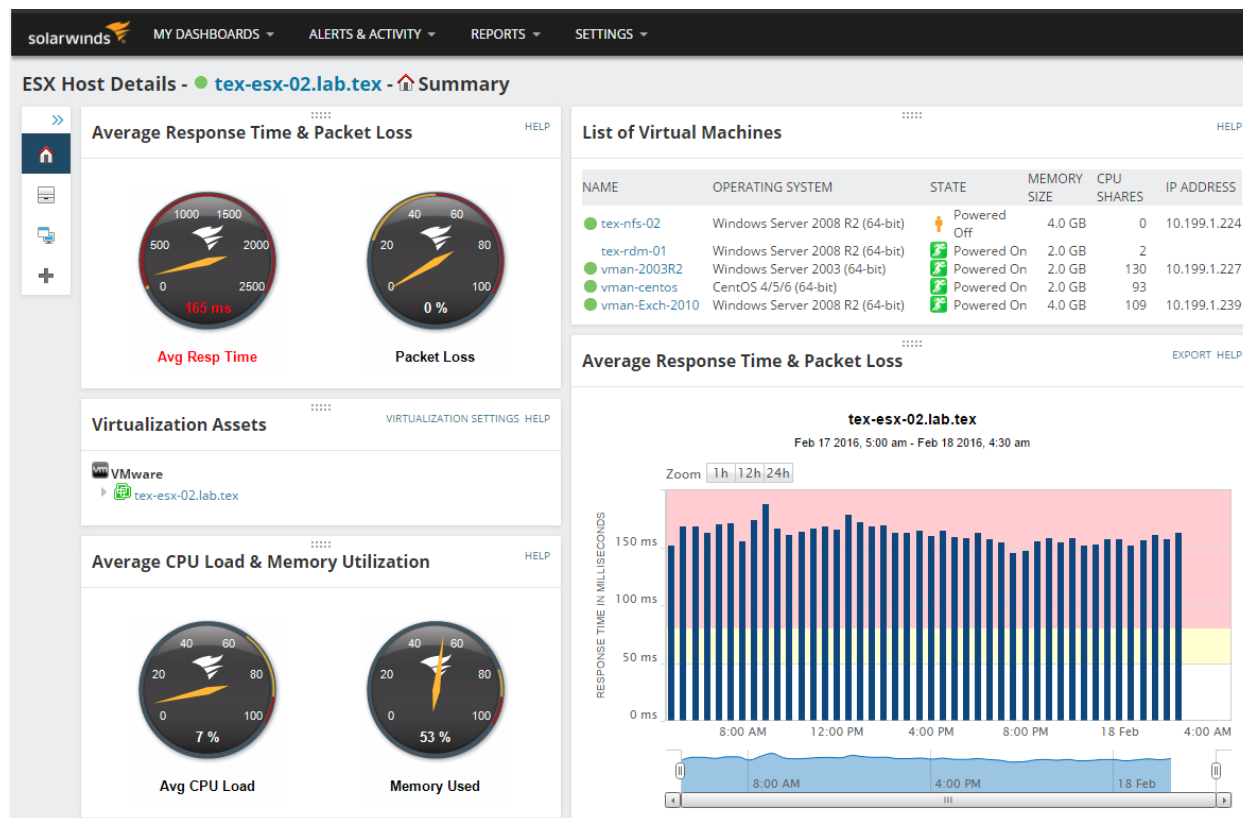 solarwinds MY DASHBOARDS ALERTS & ACTIVITY REPORTS SETTINGS
ESX Host Details - tex-esx-02.lab.tex - Summary
Average Response Time & Packet Loss HELP
1000 1500
500 2000
0 2500
165 ms
Avg Resp Time
40 60
20 80
0 100
0 %
Packet Loss
Virtualization Assets VIRTUALIZATION SETTINGS HELP
vm VMware
tex-esx-02.lab.tex
Average CPU Load & Memory Utilization HELP
40 60
20 80
0 100
7 %
Avg CPU Load
40 60
20 80
0 100
53 %
Memory Used
List of Virtual Machines HELP
NAME OPERATING SYSTEM STATE MEMORY SIZE CPU SHARES IP ADDRESS
tex-nfs-02 Windows Server 2008 R2 (64-bit) Powered Off 4.0 GB 0 10.199.1.224
tex-rdm-01 Windows Server 2008 R2 (64-bit) Powered On 2.0 GB 2
vman-2003R2 Windows Server 2003 (64-bit) Powered On 2.0 GB 130 10.199.1.227
vman-centos CentOS 4/5/6 (64-bit) Powered On 2.0 GB 93
vman-Exch-2010 Windows Server 2008 R2 (64-bit) Powered On 4.0 GB 109 10.199.1.239
Average Response Time & Packet Loss EXPORT HELP
tex-esx-02.lab.tex
Feb 17 2016, 5:00 am - Feb 18 2016, 4:30 am
Zoom 1h 12h 24h
RESPONSE TIME IN MILLISECONDS
150 ms
100 ms
50 ms
0 ms
8:00 AM 12:00 PM 4:00 PM 8:00 PM 18 Feb 4:00 AM
8:00 AM 4:00 PM 18 Feb